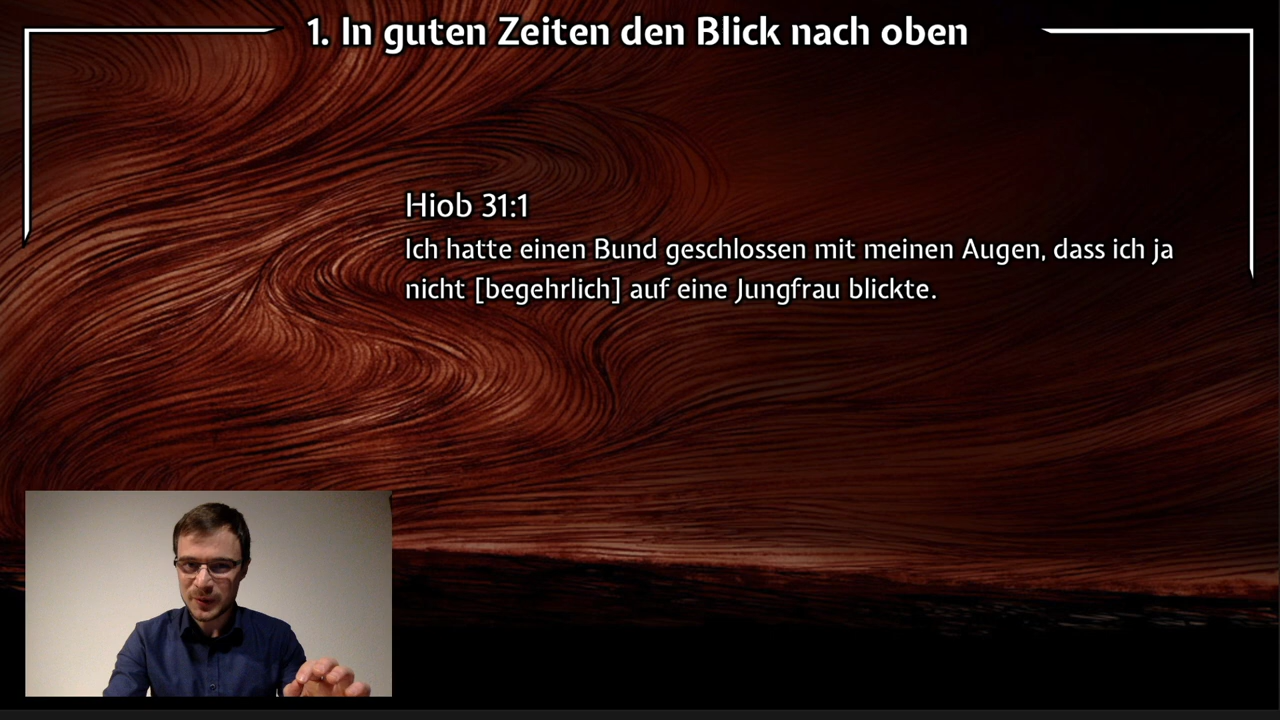 1. In guten Zeiten den Blick nach oben
Hiob 31:1
Ich hatte einen Bund geschlossen mit meinen Augen, dass ich ja
nicht [begehrlich] auf eine Jungfrau blickte.